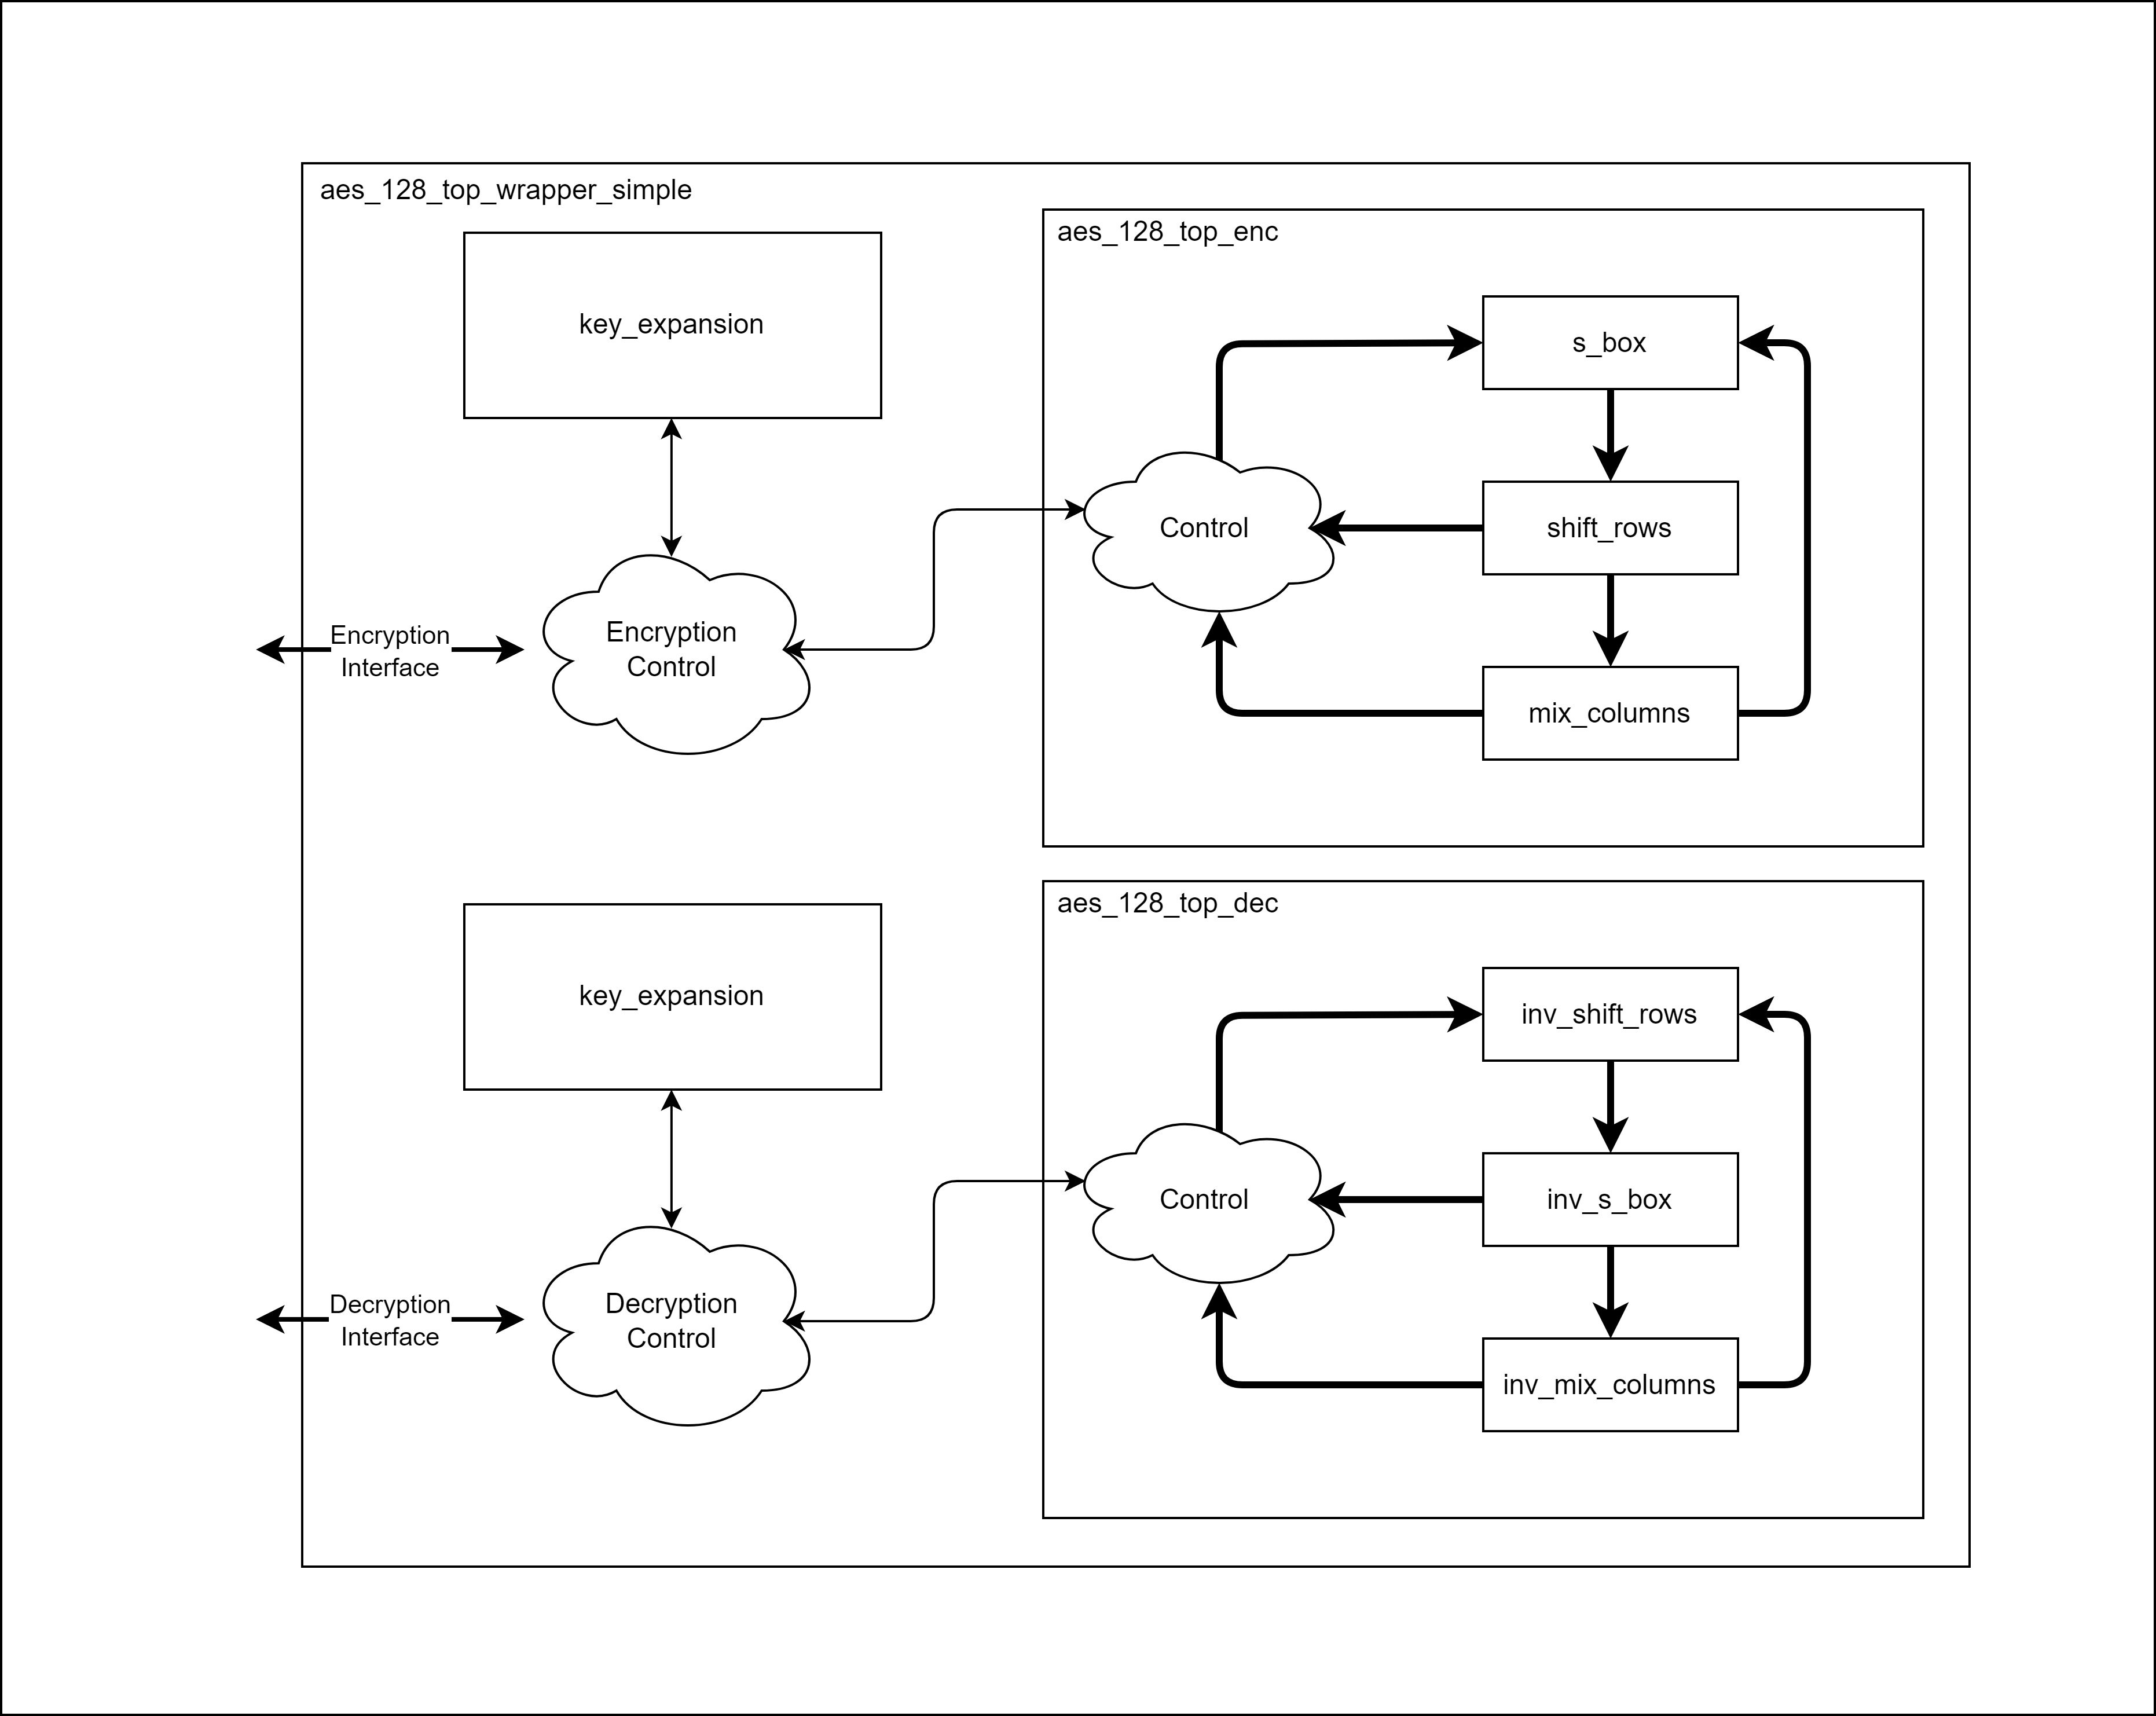 aes_128_top_wrapper_simple
key_expansion
Encryption
Control
Encryption
Interface
aes_128_top_enc
s_box
Control
shift_rows
mix_columns
key_expansion
Decryption
Control
Decryption
Interface
aes_128_top_dec
inv_shift_rows
Control
inv_s_box
inv_mix_columns